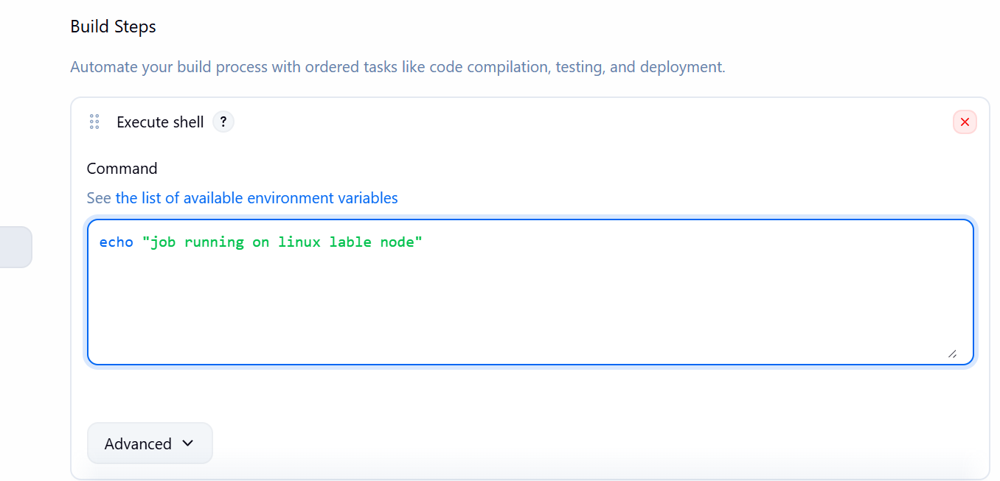 Build Steps
Automate your build process with ordered tasks like code compilation, testing, and deployment.
Execute shell ?
Command
See the list of available environment variables
echo "job running on linux lable node"
Advanced